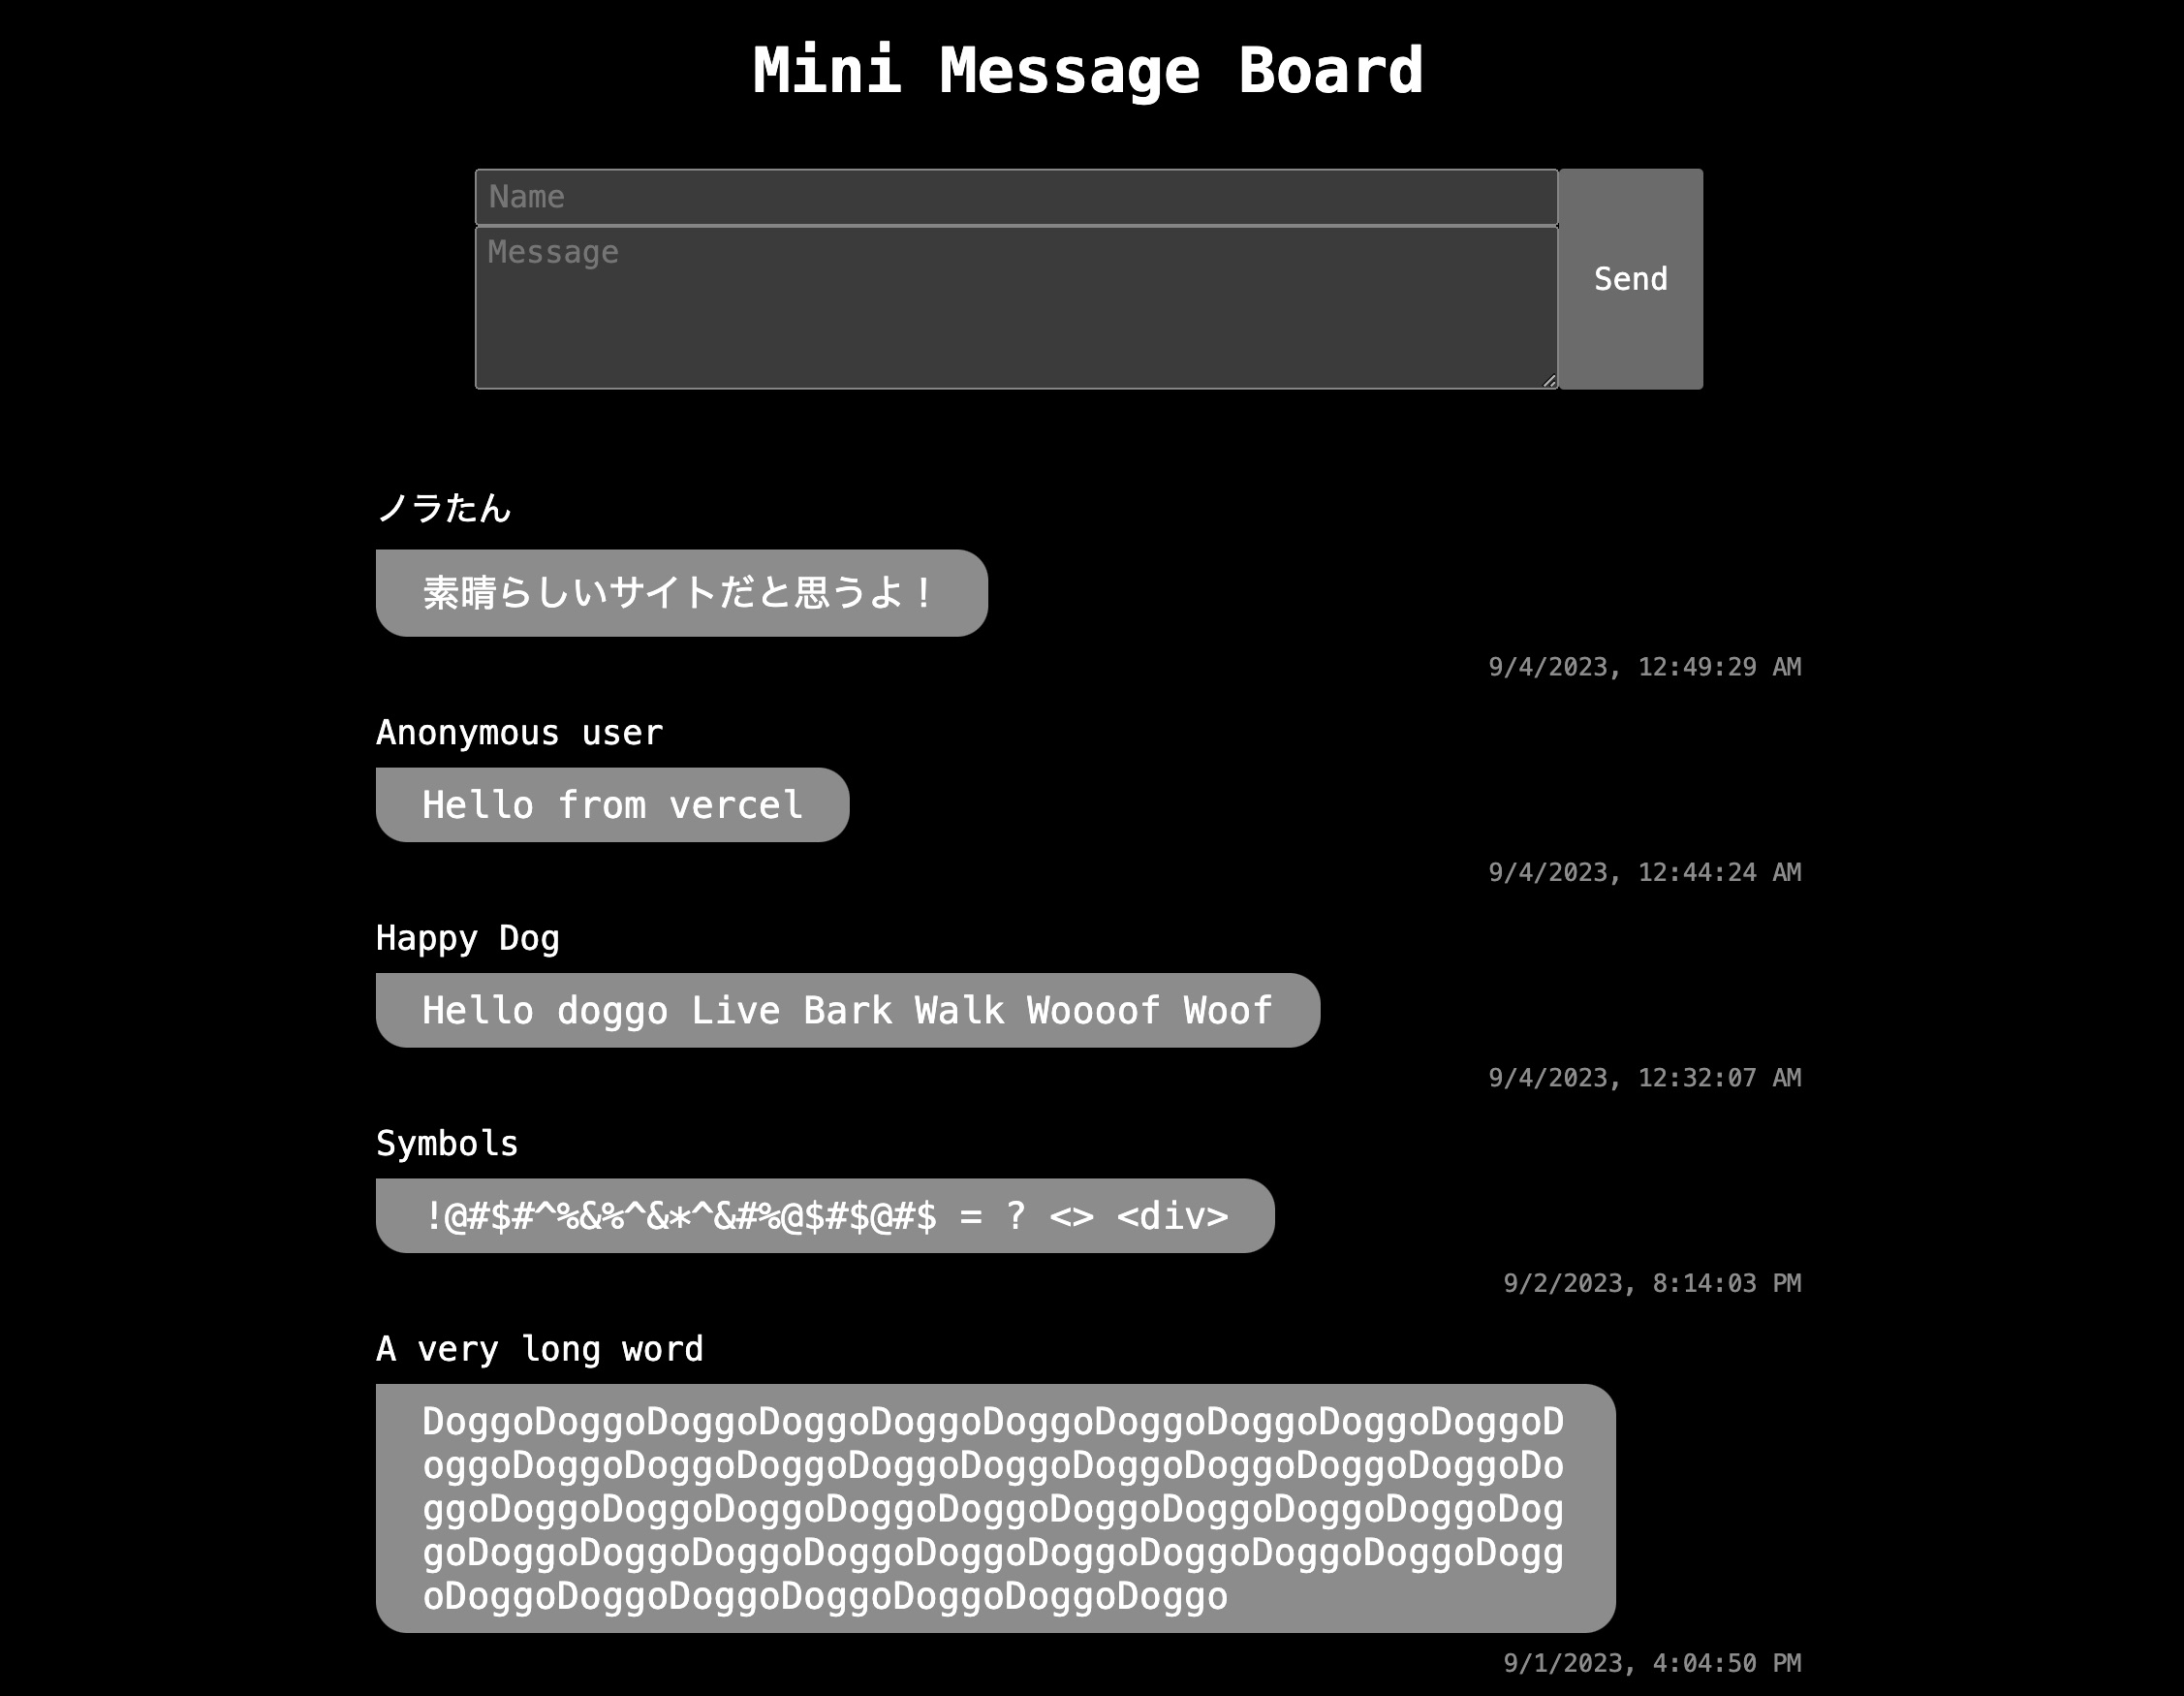 Mini Message Board
Name
Message
Send
ノラたん
素晴らしいサイトだと思うよ！
9/4/2023, 12:49:29 AM
Anonymous user
Hello from vercel
9/4/2023, 12:44:24 AM
Happy Dog
Hello doggo Live Bark Walk Woooof Woof
9/4/2023, 12:32:07 AM
Symbols
!@#$#^%&%^&*^&#%@$#$@#$ = ? <> <div>
9/2/2023, 8:14:03 PM
A very long word
DoggoDoggoDoggoDoggoDoggoDoggoDoggoDoggoDoggoDoggoD
oggoDoggoDoggoDoggoDoggoDoggoDoggoDoggoDoggoDoggoDo
ggoDoggoDoggoDoggoDoggoDoggoDoggoDoggoDoggoDoggoDog
goDoggoDoggoDoggoDoggoDoggoDoggoDoggoDoggoDoggoDogg
oDoggoDoggoDoggoDoggoDoggoDoggoDoggo
9/1/2023, 4:04:50 PM